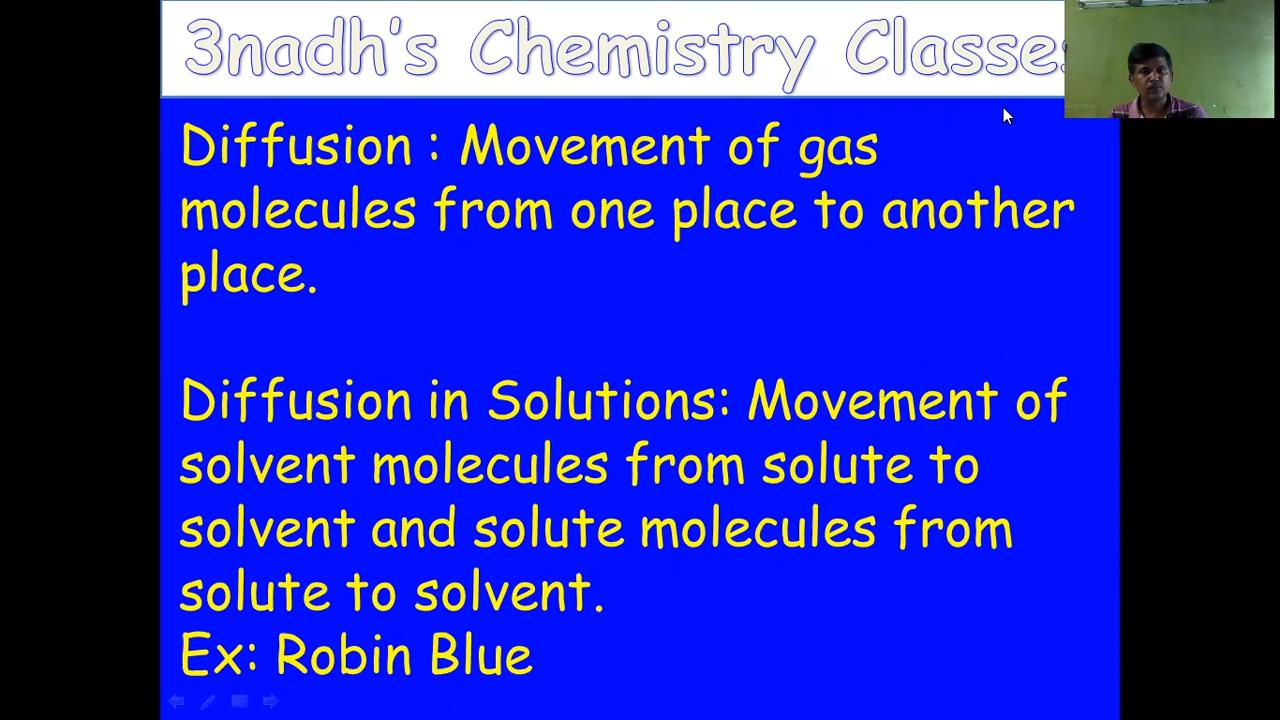 3nadh's Chemistry Classes
Diffusion : Movement of gas
molecules from one place to another
place.
Diffusion in Solutions: Movement of
solvent molecules from solute to
solvent and solute molecules from
solute to solvent.
Ex: Robin Blue